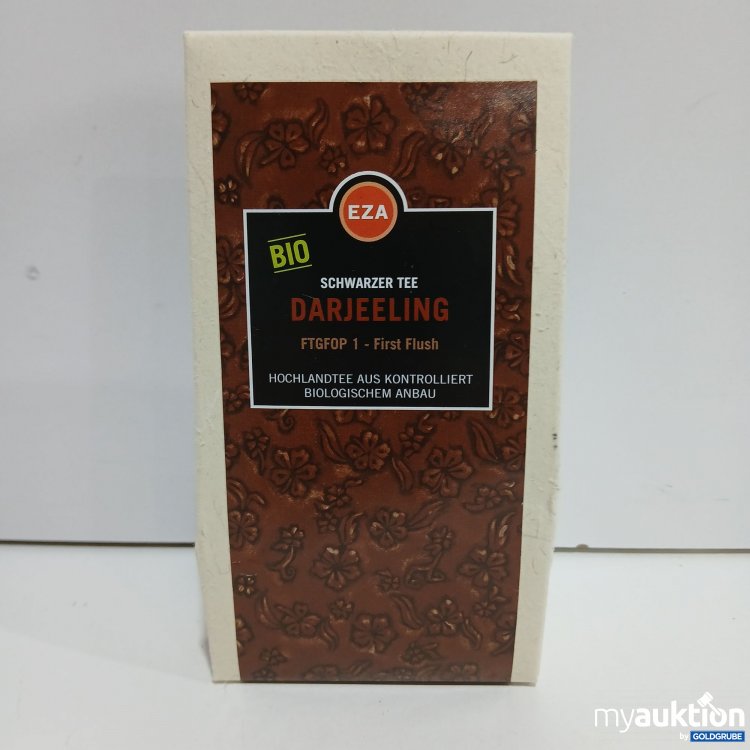 EZA
BIO
SCHWARZER TEE
DARJEELING
FTGFOP 1 - First Flush
HOCHLANDTEE AUS KONTROLLIERT
BIOLOGISCHEM ANBAU
myauktion
by GOLDGRUBE